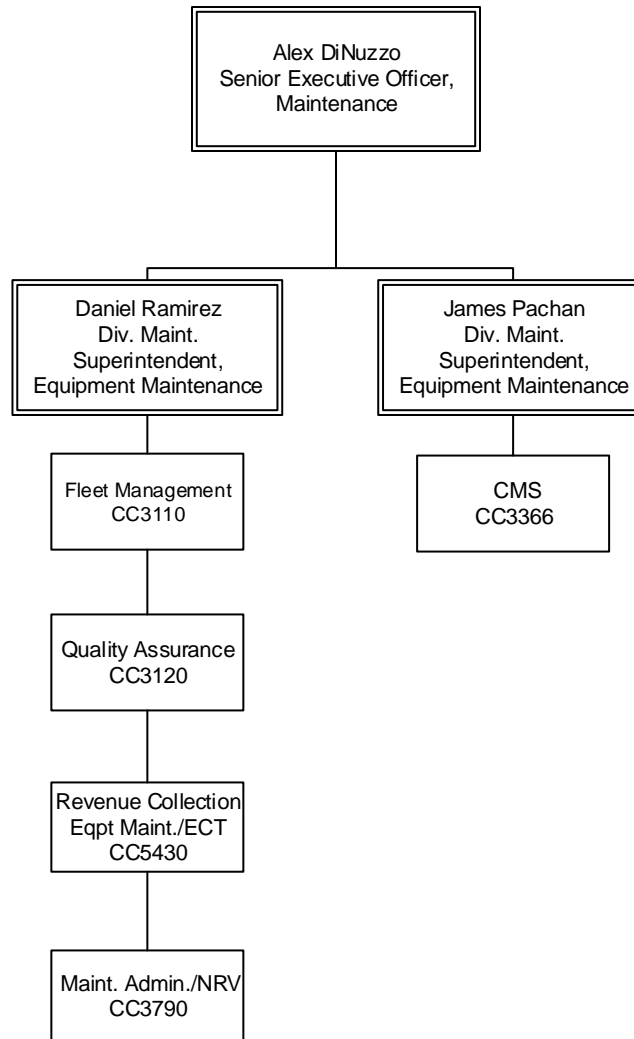 Alex DiNuzzo
Senior Executive Officer,
Maintenance
Daniel Ramirez
Div. Maint.
Superintendent,
Equipment Maintenance
James Pachan
Div. Maint.
Superintendent,
Equipment Maintenance
Fleet Management
CC3110
CMS
CC3366
Quality Assurance
CC3120
Revenue Collection
Eqpt Maint./ECT
CC5430
Maint. Admin./NRV
CC3790